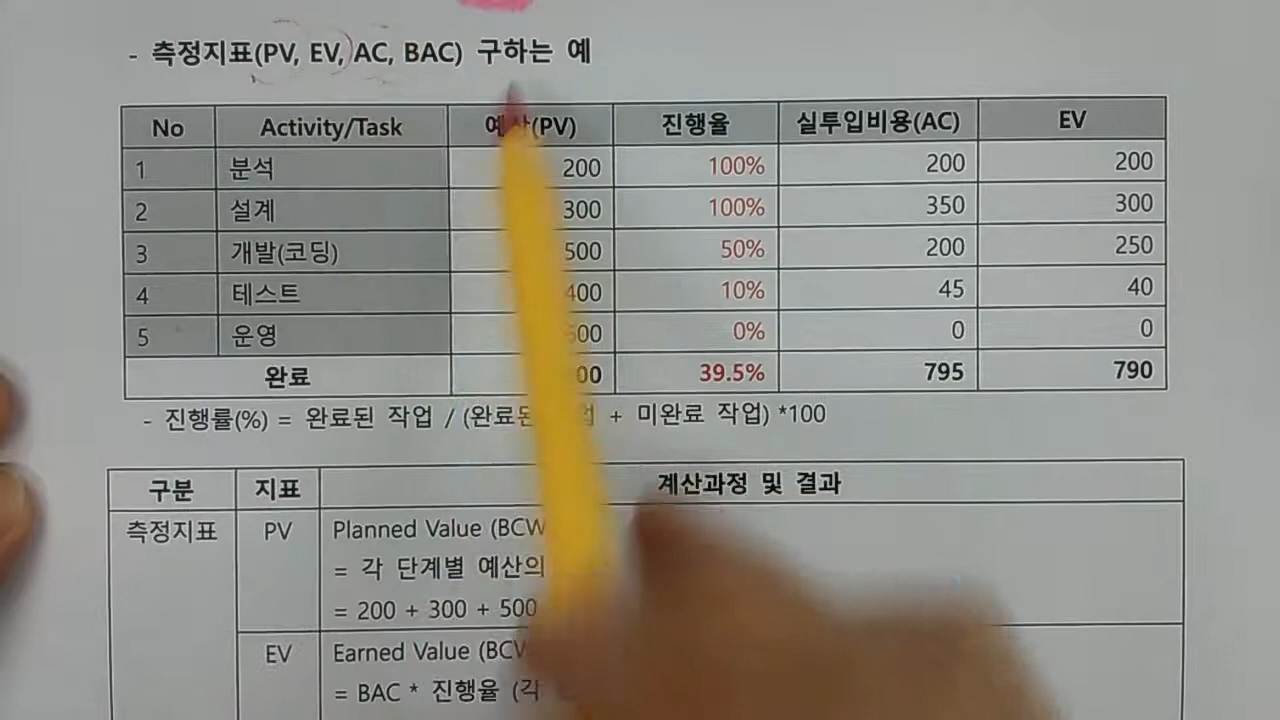 - 측정지표(PV, EV, AC, BAC) 구하는 예
No Activity/Task 예산(PV) 진행율 실투입비용(AC) EV
1 분석 200 100% 200 200
2 설계 300 100% 350 300
3 개발(코딩) 500 50% 200 250
4 테스트 400 10% 45 40
5 운영 0% 0 0
완료 39.5% 795 790
- 진행률(%) = 완료된 작업 / (완료된 + 미완료 작업) *100
구분 지표 계산과정 및 결과
측정지표 PV Planned Value
= 각 단계별 예산의
= 200 + 300 + 500
EV Earned Value
= BAC * 진행율 (각